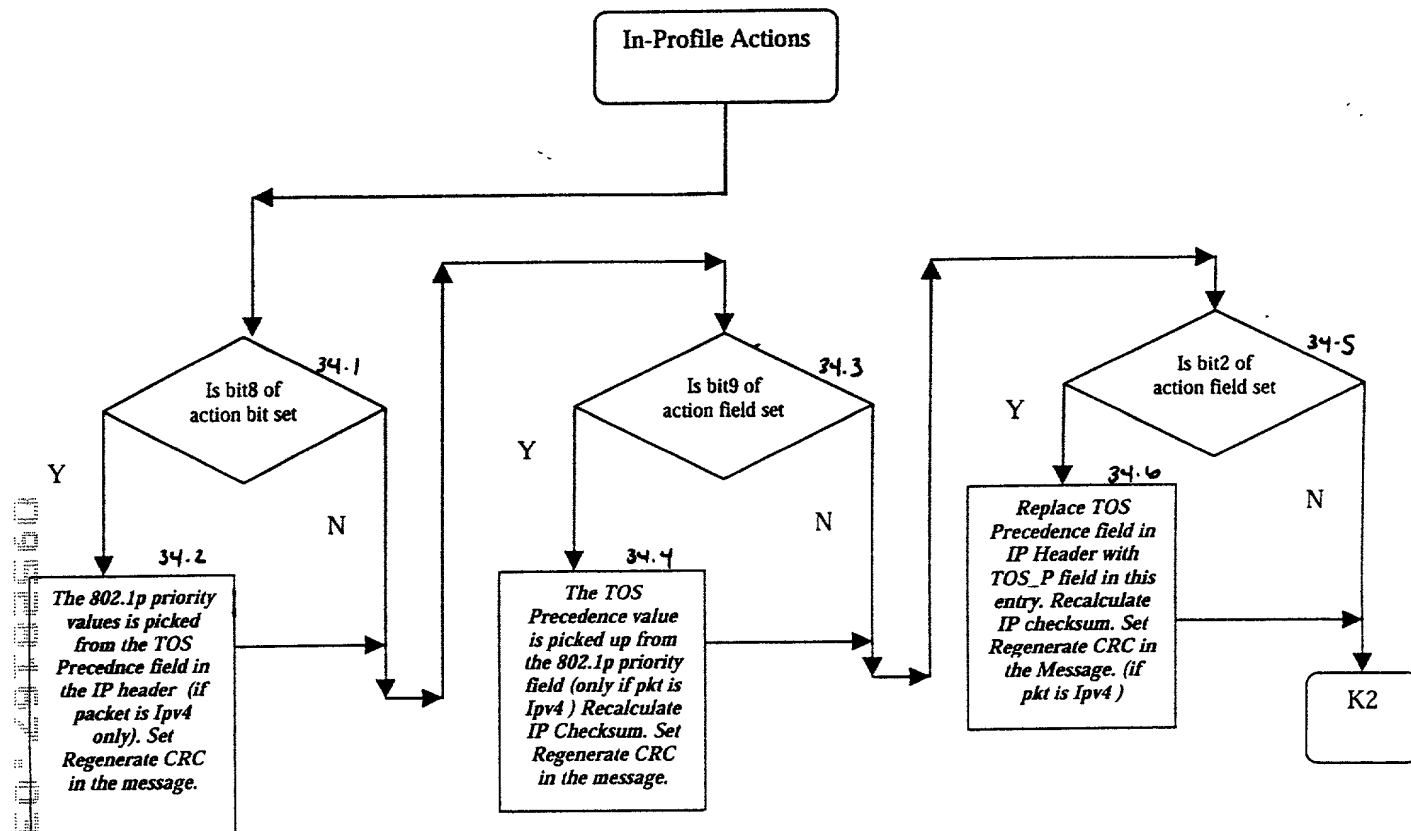 In-Profile Actions
34.1
Is bit8 of
action bit set
Y
N
34.2
The 802.1p priority
values is picked
from the TOS
Precednce field in
the IP header (if
packet is Ipv4
only). Set
Regenerate CRC
in the message.
34.3
Is bit9 of
action field set
Y
N
34.4
The TOS
Precedence value
is picked up from
the 802.1p priority
field (only if pkt is
Ipv4 ) Recalculate
IP Checksum. Set
Regenerate CRC
in the message.
34-5
Is bit2 of
action field set
Y
N
34.6
Replace TOS
Precedence field in
IP Header with
TOS_P field in this
entry. Recalculate
IP checksum. Set
Regenerate CRC in
the Message. (if
pkt is Ipv4 )
K2